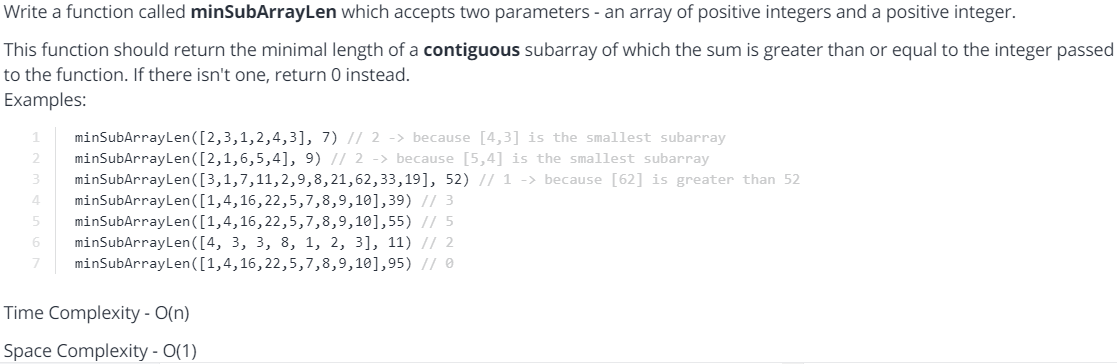 Write a function called minSubArrayLen which accepts two parameters - an array of positive integers and a positive integer.
This function should return the minimal length of a contiguous subarray of which the sum is greater than or equal to the integer passed
to the function. If there isn't one, return 0 instead.
Examples:
1 minSubArrayLen([2,3,1,2,4,3], 7) // 2 -> because [4,3] is the smallest subarray
2 minSubArrayLen([2,1,6,5,4], 9) // 2 -> because [5,4] is the smallest subarray
3 minSubArrayLen([3,1,7,11,2,9,8,21,62,33,19], 52) // 1 -> because [62] is greater than 52
4 minSubArrayLen([1,4,16,22,5,7,8,9,10],39) // 3
5 minSubArrayLen([1,4,16,22,5,7,8,9,10],55) // 5
6 minSubArrayLen([4, 3, 3, 8, 1, 2, 3], 11) // 2
7 minSubArrayLen([1,4,16,22,5,7,8,9,10],95) // 0
Time Complexity - O(n)
Space Complexity - O(1)